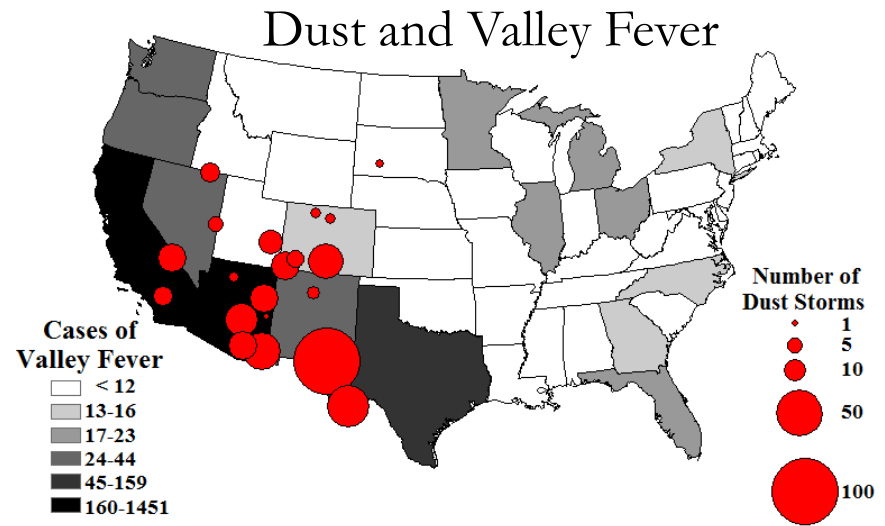 Dust and Valley Fever
Cases of
Valley Fever
< 12
13-16
17-23
24-44
45-159
160-1451
Number of
Dust Storms
1
5
10
50
100